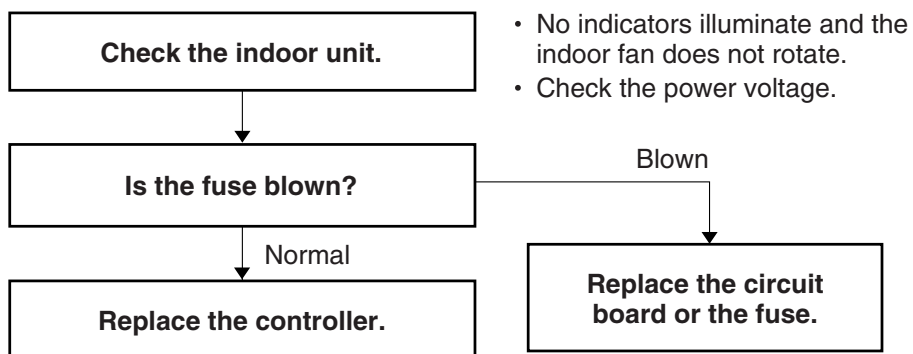 Check the indoor unit.
• No indicators illuminate and the
indoor fan does not rotate.
• Check the power voltage.
Is the fuse blown?
Blown
Normal
Replace the controller.
Replace the circuit
board or the fuse.